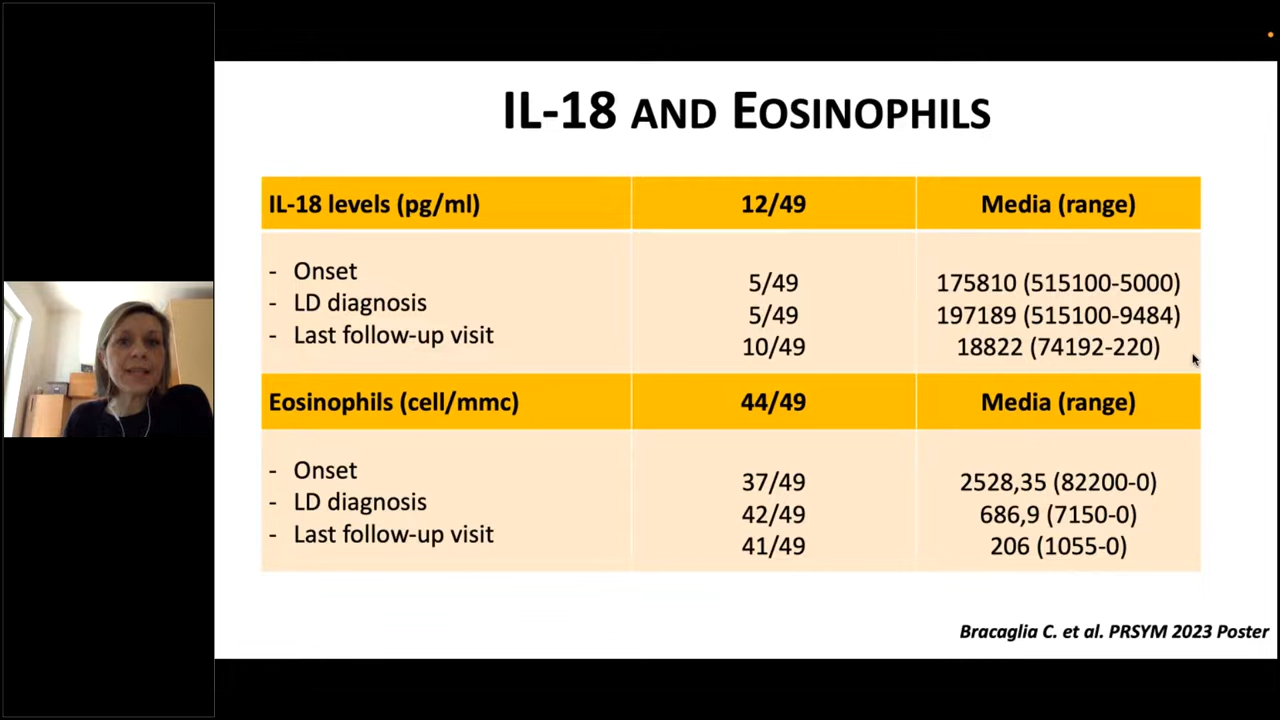 IL-18 AND EOSINOPHILS
IL-18 levels (pg/ml) 12/49 Media (range)
- Onset 5/49 175810 (515100-5000)
- LD diagnosis 5/49 197189 (515100-9484)
- Last follow-up visit 10/49 18822 (74192-220)
Eosinophils (cell/mmc) 44/49 Media (range)
- Onset 37/49 2528,35 (82200-0)
- LD diagnosis 42/49 686,9 (7150-0)
- Last follow-up visit 41/49 206 (1055-0)
Bracaglia C. et al. PRSYM 2023 Poster